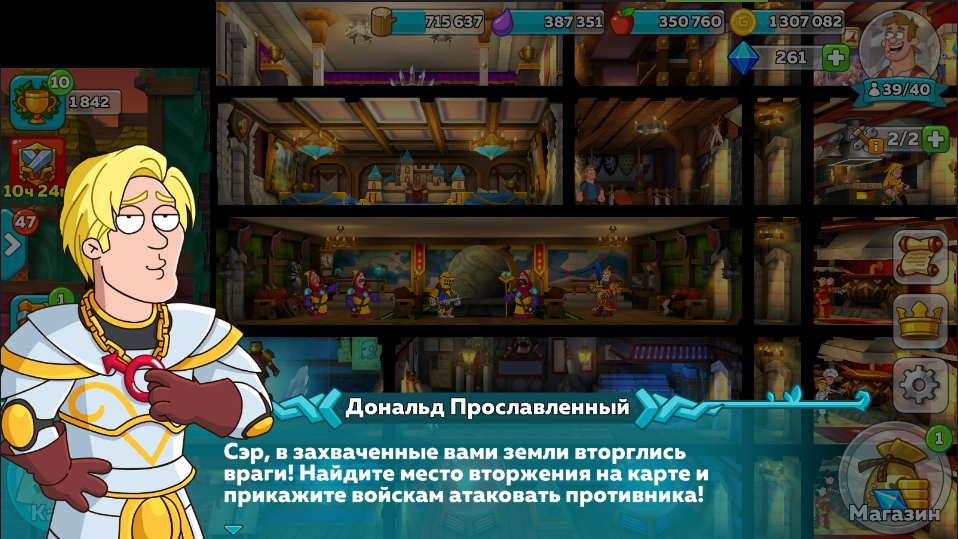 715 637
387 351
350 760
1 307 082
261
39/40
10
1 842
2/2
10ч 24
47
1
Дональд Прославленный
Сэр, в захваченные вами земли вторглись
враги! Найдите место вторжения на карте и
прикажите войскам атаковать противника!
1
Магазин